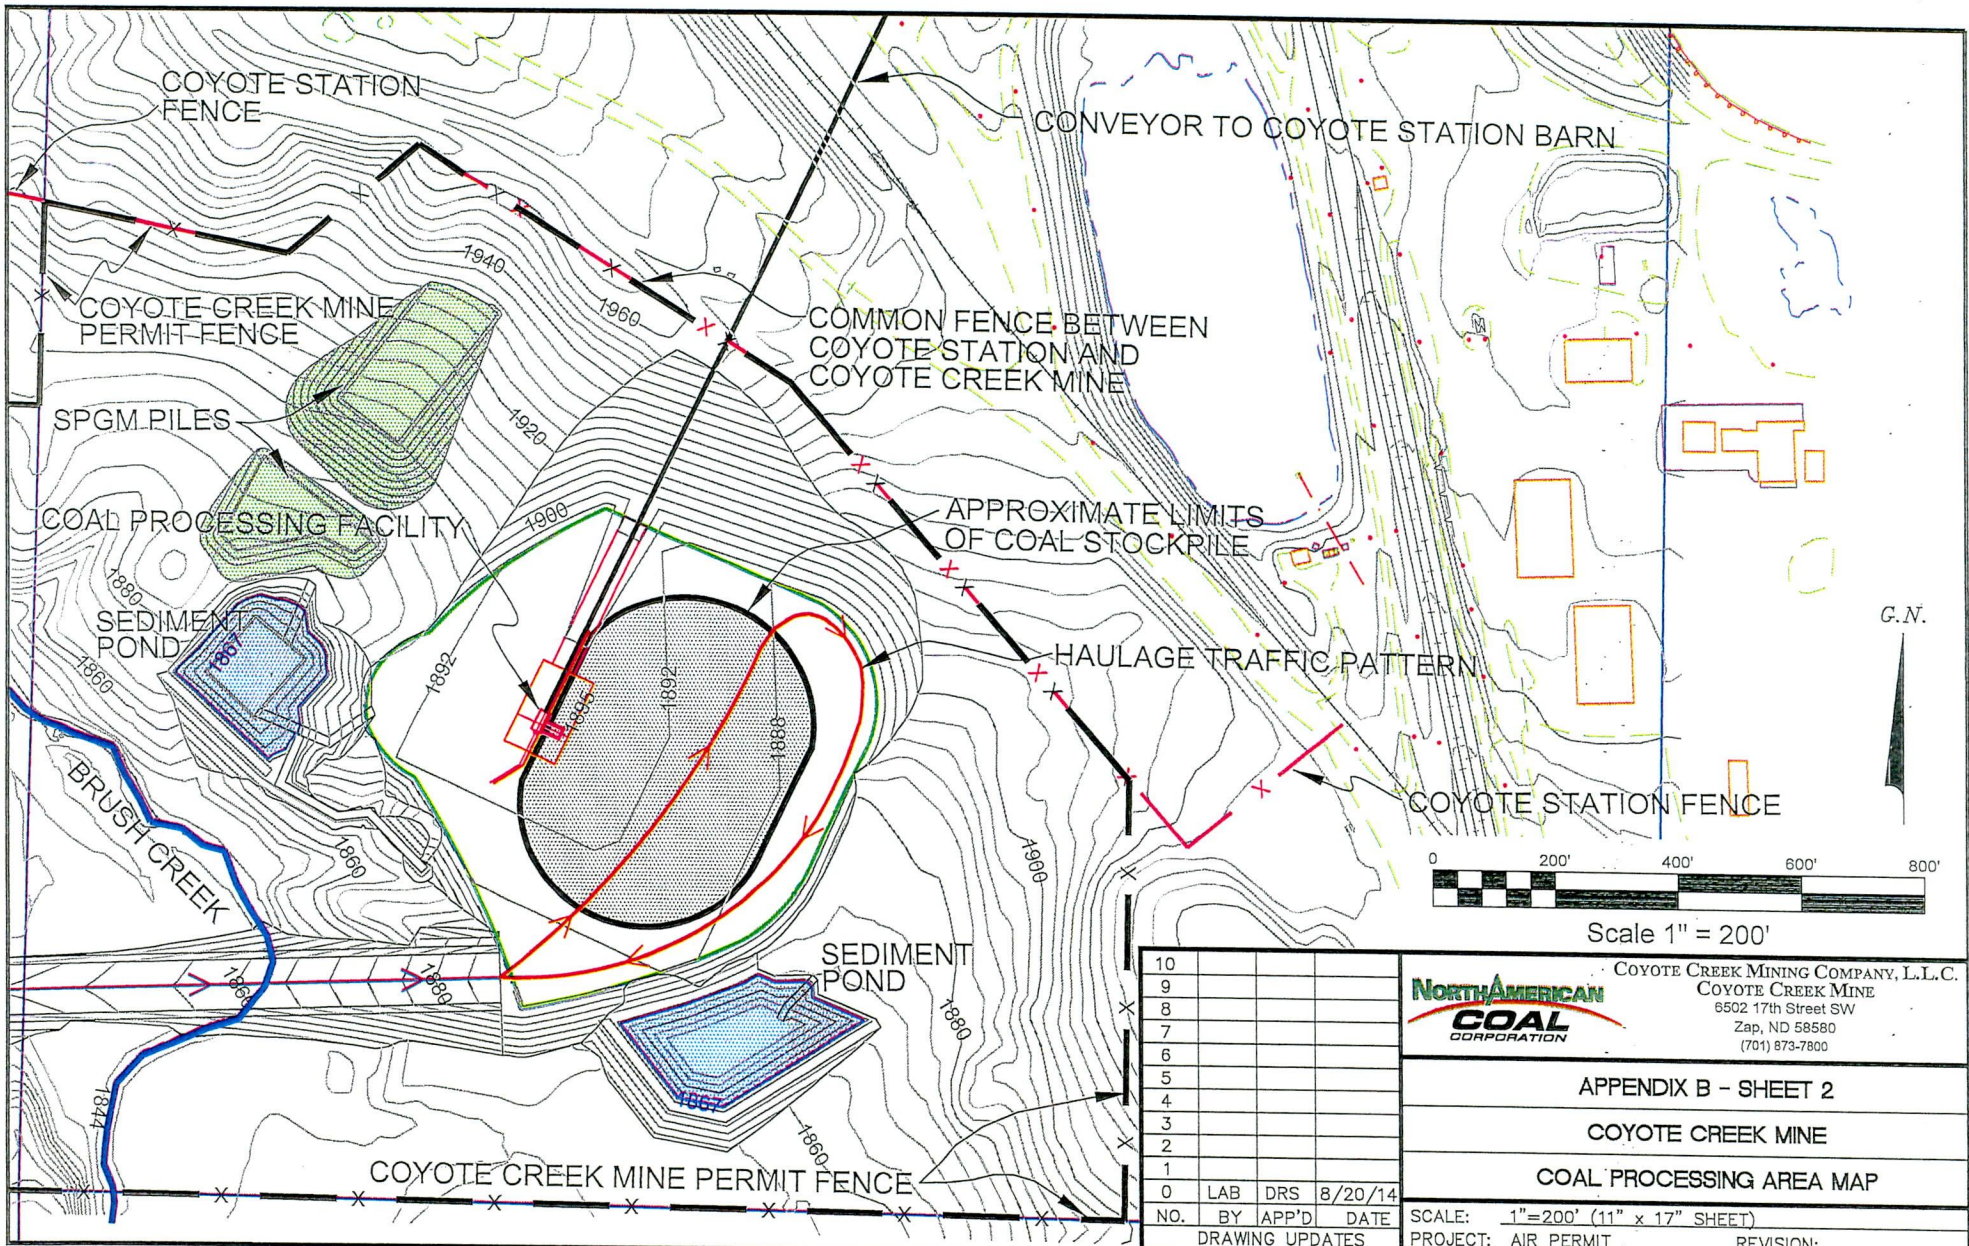 COYOTE STATION
FENCE
CONVEYOR TO COYOTE STATION BARN
1940
COYOTE CREEK MINE
PERMIT FENCE
1960
COMMON FENCE BETWEEN
COYOTE STATION AND
COYOTE CREEK MINE
SPGM PILES
1920
COAL PROCESSING FACILITY
1900
APPROXIMATE LIMITS
OF COAL STOCKPILE
1880
SEDIMENT
POND
1867
1860
1892
1892
1895
1888
HAULAGE TRAFFIC PATTERN
G.N.
BRUSH CREEK
1860
COYOTE STATION FENCE
1900
0 200' 400' 600' 800'
Scale 1" = 200'
1860
1880
SEDIMENT
POND
1880
1867
1844
1860
COYOTE CREEK MINE PERMIT FENCE
10
9
8
7
6
5
4
3
2
1
0 LAB DRS 8/20/14
NO. BY APP'D DATE
DRAWING UPDATES
NORTH AMERICAN
COAL
CORPORATION
COYOTE CREEK MINING COMPANY, L.L.C.
COYOTE CREEK MINE
6502 17th Street SW
Zap, ND 58580
(701) 873-7800
APPENDIX B - SHEET 2
COYOTE CREEK MINE
COAL PROCESSING AREA MAP
SCALE: 1"=200' (11" x 17" SHEET)
PROJECT: AIR PERMIT REVISION: